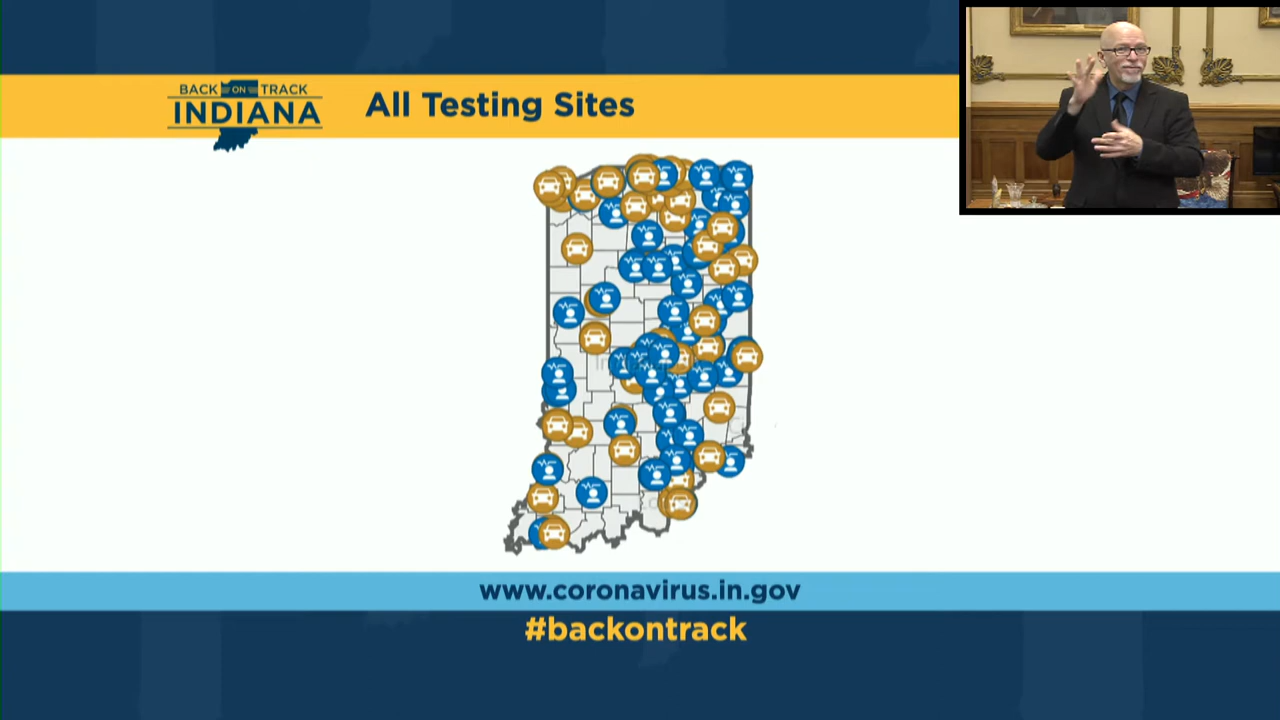 BACK ON TRACK
INDIANA
All Testing Sites
www.coronavirus.in.gov
#backontrack